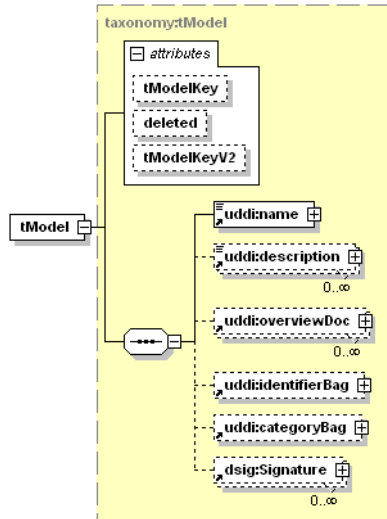 taxonomy:tModel
attributes
tModelKey
deleted
tModelKeyV2
tModel
uddi:name
uddi:description
0..∞
uddi:overviewDoc
0..∞
uddi:identifierBag
uddi:categoryBag
dsig:Signature
0..∞